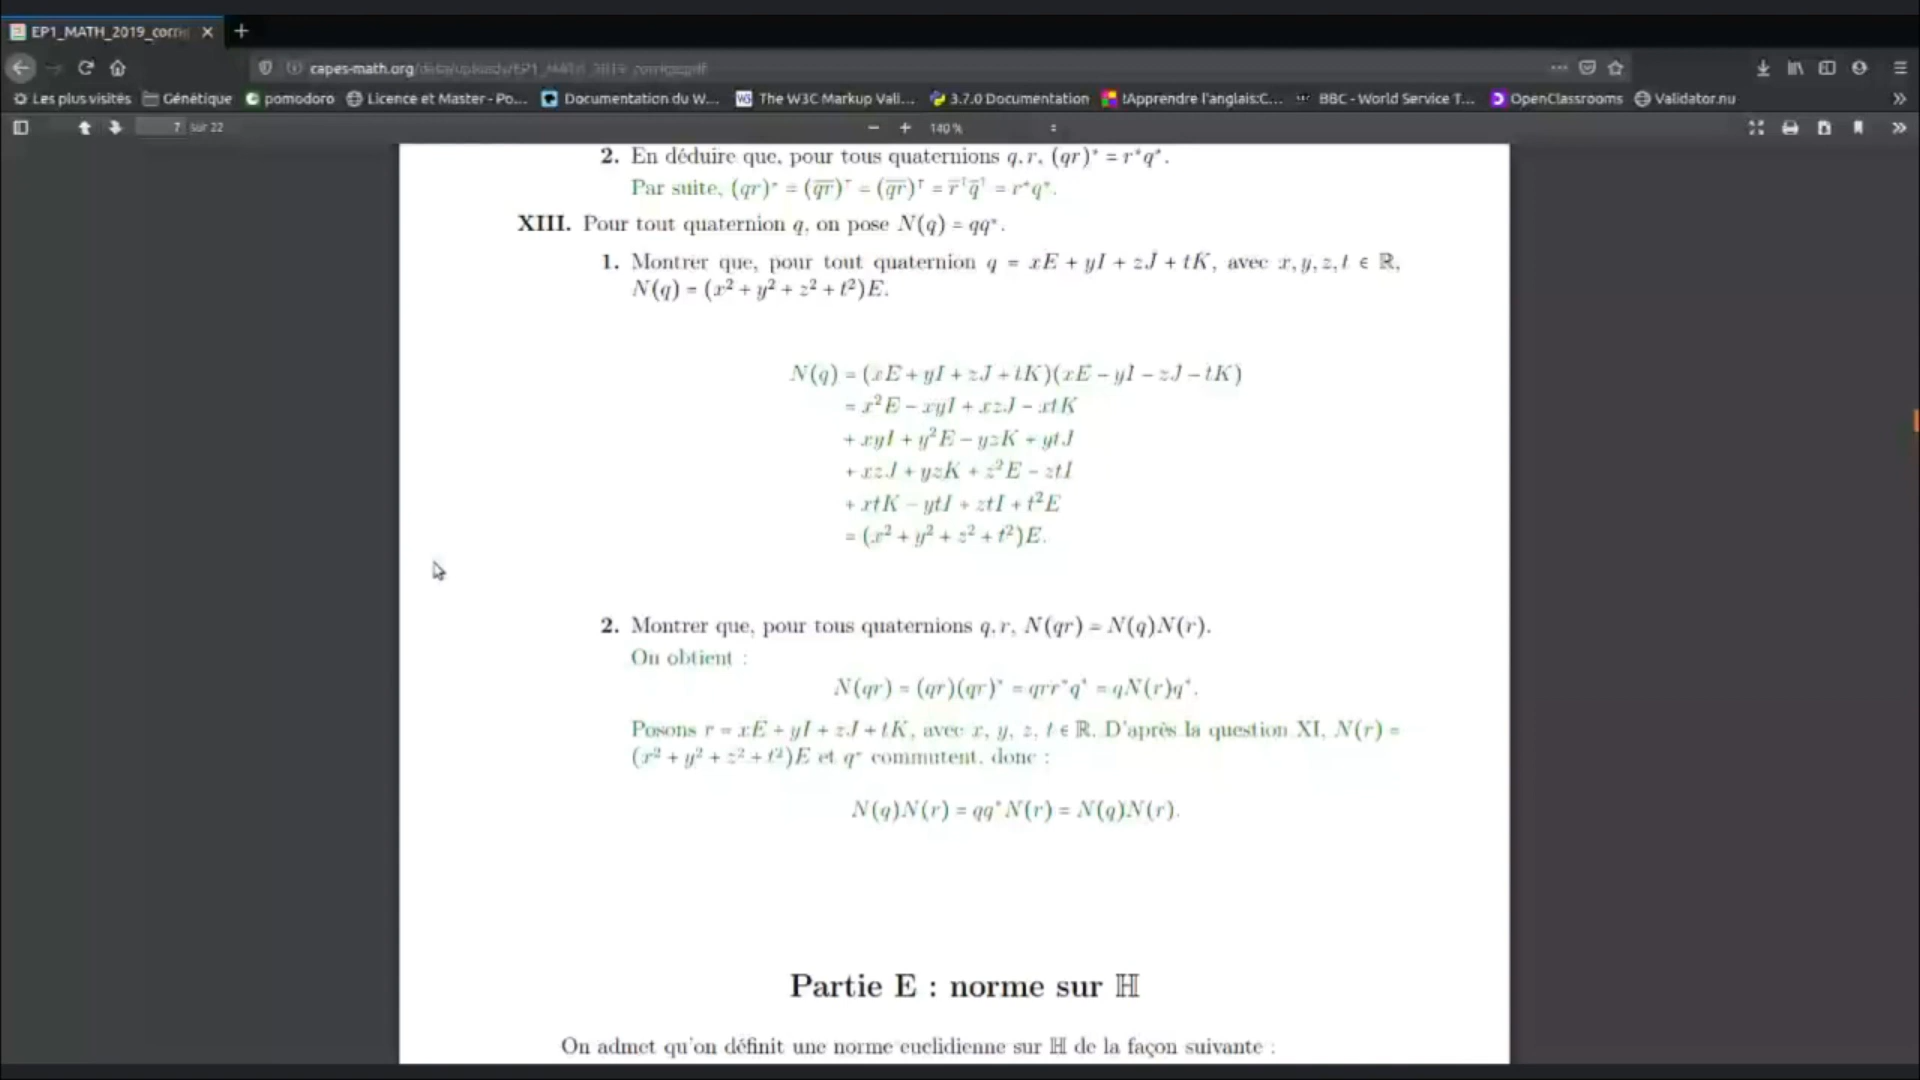 EP1_MATH_2019_corri
capes-math.org/data/uploads/EP1_MATH_2019_corrige.pdf
Les plus visités Génétique pomodoro Licence et Master - Po... Documentation du W... The W3C Markup Vali... 3.7.0 Documentation !Apprendre l'anglais:C... BBC - World Service T... OpenClassrooms Validator.nu
7 sur 22 140 %
2. En déduire que, pour tous quaternions q, r, (qr)* = r*q*.
Par suite, (qr)* = (q̅r̅)ᵀ = (q̅ r̅)ᵀ = r̅ᵀq̅ᵀ = r*q*.
XIII. Pour tout quaternion q, on pose N(q) = qq*.
1. Montrer que, pour tout quaternion q = xE + yI + zJ + tK, avec x, y, z, t ∈ ℝ,
N(q) = (x² + y² + z² + t²)E.
N(q) = (xE + yI + zJ + tK)(xE − yI − zJ − tK)
= x²E − xyI + xzJ − xtK
+ xyI + y²E − yzK + ytJ
+ xzJ + yzK + z²E − ztI
+ xtK − ytI + ztI + t²E
= (x² + y² + z² + t²)E.
2. Montrer que, pour tous quaternions q, r, N(qr) = N(q)N(r).
On obtient :
N(qr) = (qr)(qr)* = qrr*q* = qN(r)q*.
Posons r = xE + yI + zJ + tK, avec x, y, z, t ∈ ℝ. D'après la question XI, N(r) =
(x² + y² + z² + t²)E et q* commutent, donc :
N(q)N(r) = qq*N(r) = N(q)N(r).
Partie E : norme sur ℍ
On admet qu'on définit une norme euclidienne sur ℍ de la façon suivante :